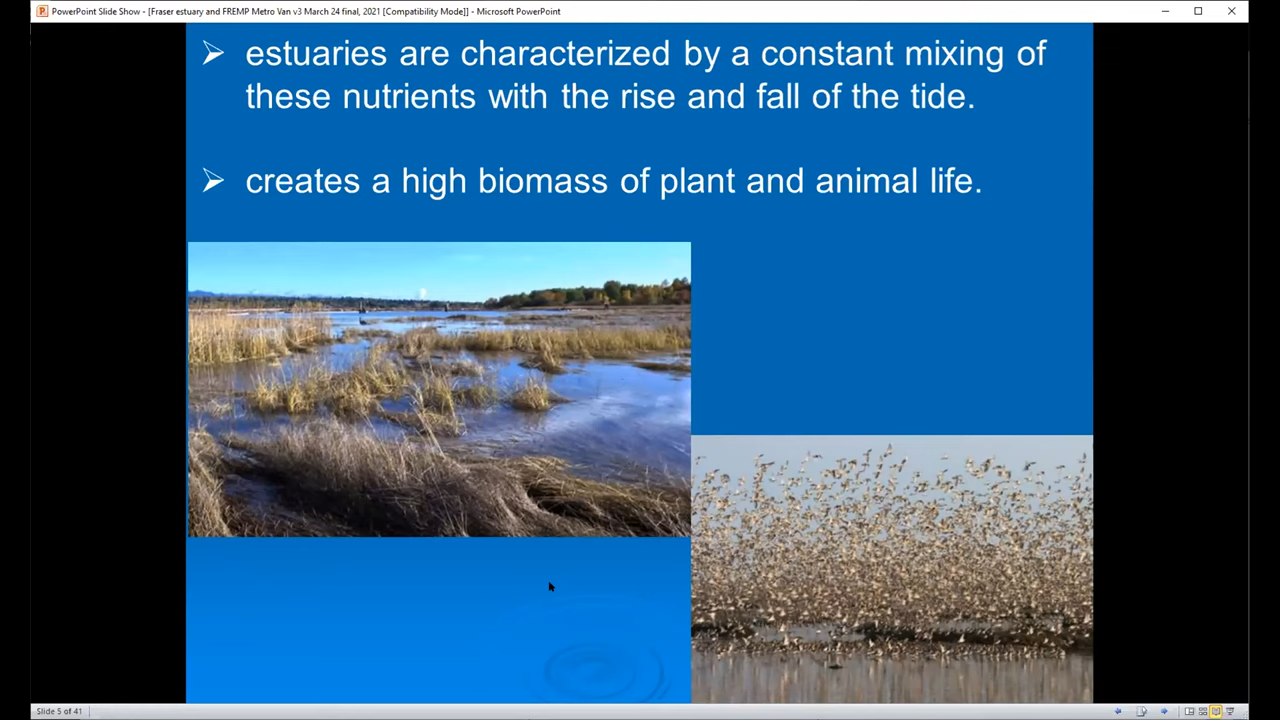 PowerPoint Slide Show - [Fraser estuary and FREMP Metro Van v3 March 24 final, 2021 [Compatibility Mode]] - Microsoft PowerPoint
estuaries are characterized by a constant mixing of
these nutrients with the rise and fall of the tide.
creates a high biomass of plant and animal life.
Slide 5 of 41